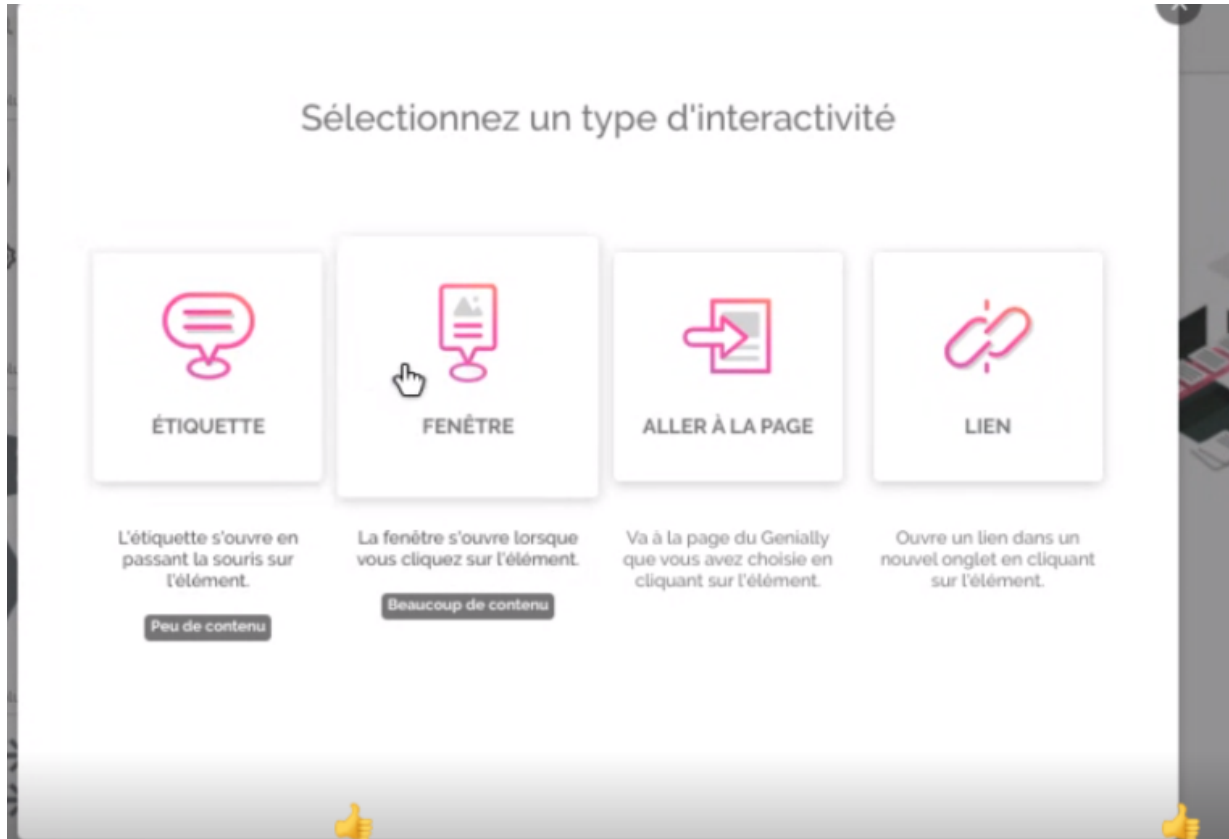 Sélectionnez un type d'interactivité
ÉTIQUETTE
FENÊTRE
ALLER À LA PAGE
LIEN
L'étiquette s'ouvre en
passant la souris sur
l'élément.
Peu de contenu
La fenêtre s'ouvre lorsque
vous cliquez sur l'élément.
Beaucoup de contenu
Va à la page du Genially
que vous avez choisie en
cliquant sur l'élément.
Ouvre un lien dans un
nouvel onglet en cliquant
sur l'élément.